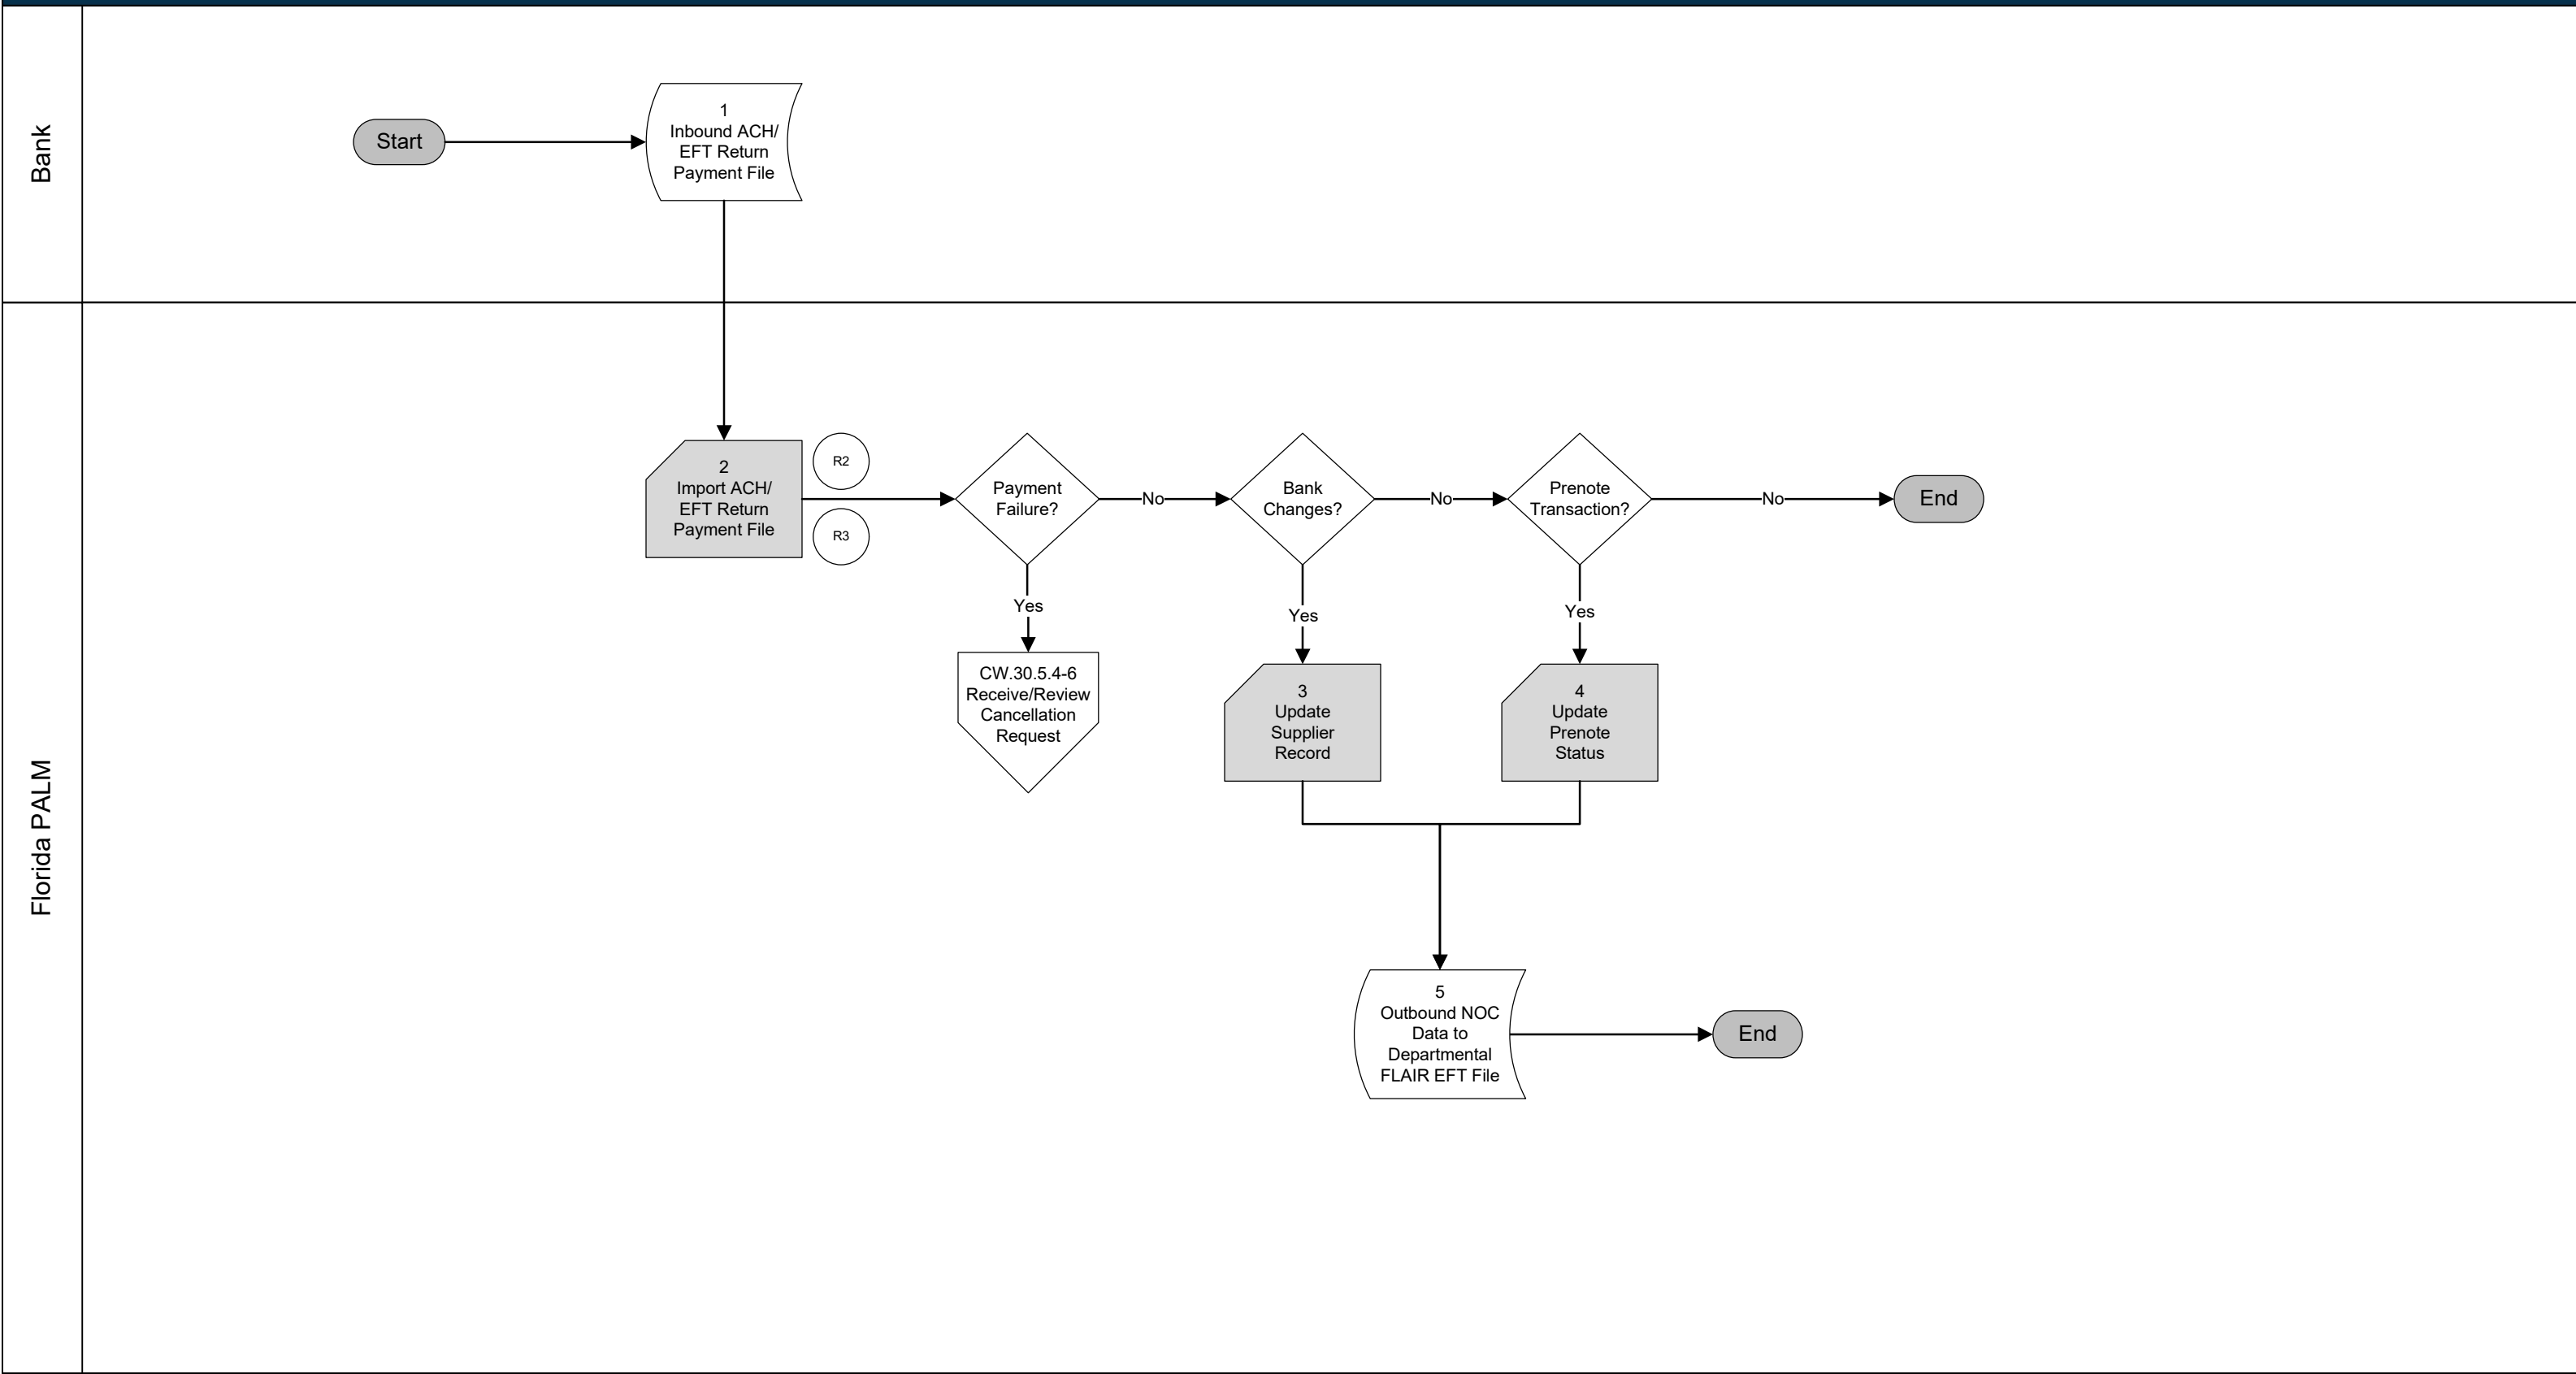 Bank
Start
1
Inbound ACH/
EFT Return
Payment File
Florida PALM
2
Import ACH/
EFT Return
Payment File
R2
R3
Payment
Failure?
No
Bank
Changes?
No
Prenote
Transaction?
No
End
Yes
Yes
Yes
CW.30.5.4-6
Receive/Review
Cancellation
Request
3
Update
Supplier
Record
4
Update
Prenote
Status
5
Outbound NOC
Data to
Departmental
FLAIR EFT File
End